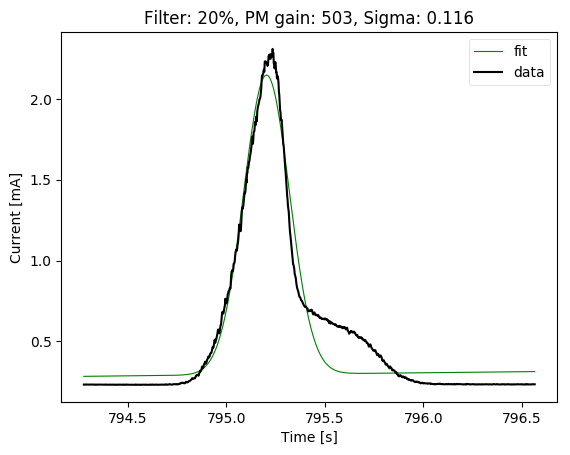 Filter: 20%, PM gain: 503, Sigma: 0.116
fit
data
2.0
1.5
1.0
0.5
Current [mA]
794.5 795.0 795.5 796.0 796.5
Time [s]